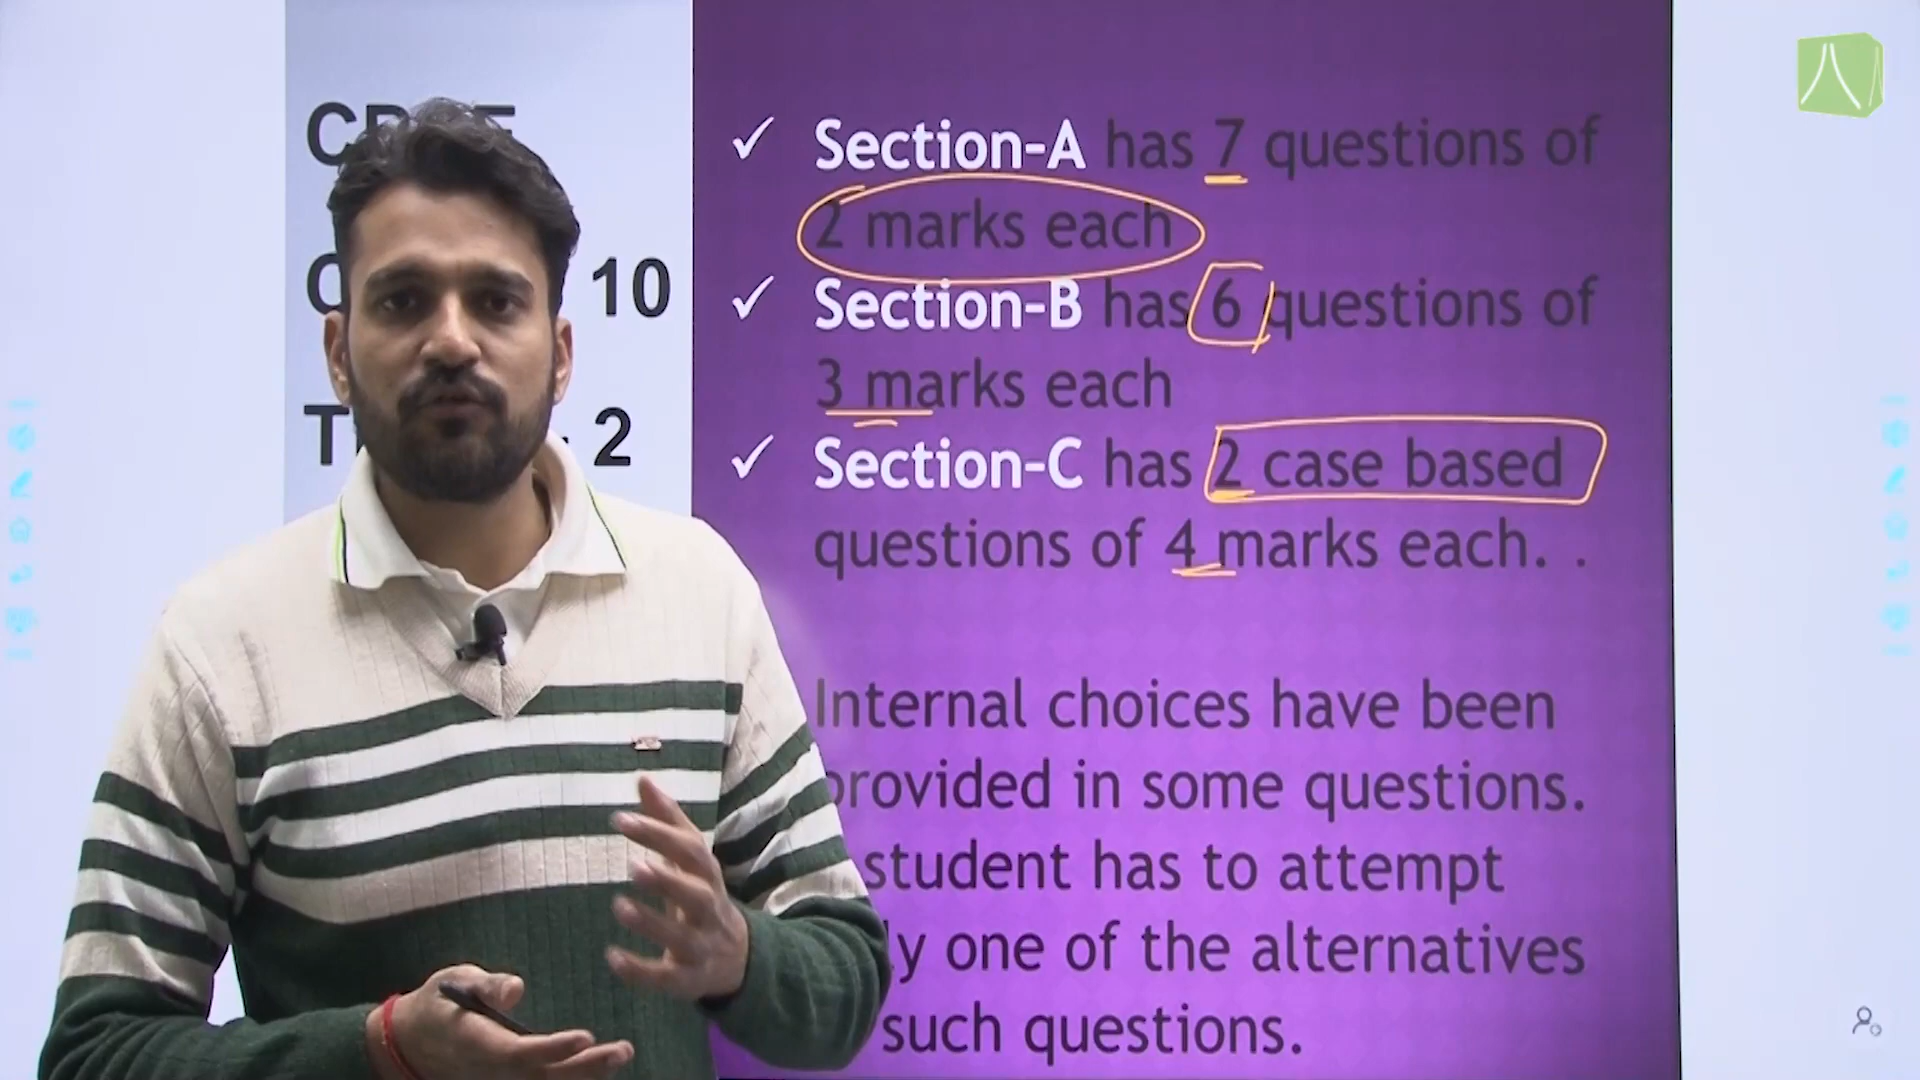 10
2
✓ Section-A has 7 questions of
2 marks each
✓ Section-B has 6 questions of
3 marks each
✓ Section-C has 2 case based
questions of 4 marks each. .
Internal choices have been
provided in some questions.
student has to attempt
one of the alternatives
such questions.